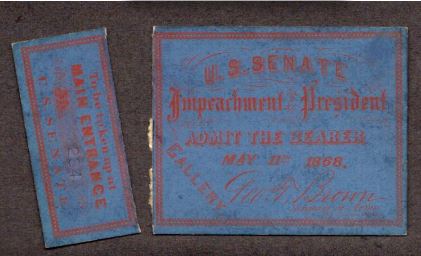 To be taken up at
MAIN ENTRANCE
U.S. SENATE
U.S. SENATE
Impeachment of the President
ADMIT THE BEARER
MAY 11TH 1868.
GALLERY
Geo. T. Brown